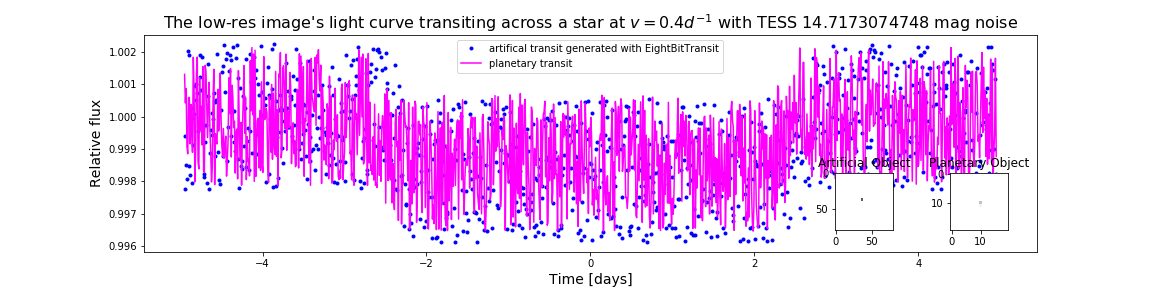 The low-res image's light curve transiting across a star at v = 0.4d⁻¹ with TESS 14.7173074748 mag noise
artifical transit generated with EightBitTransit
planetary transit
Relative flux
1.002
1.001
1.000
0.999
0.998
0.997
0.996
−4
−2
0
2
4
Time [days]
Artificial Object
0
50
0
50
Planetary Object
0
10
0
10